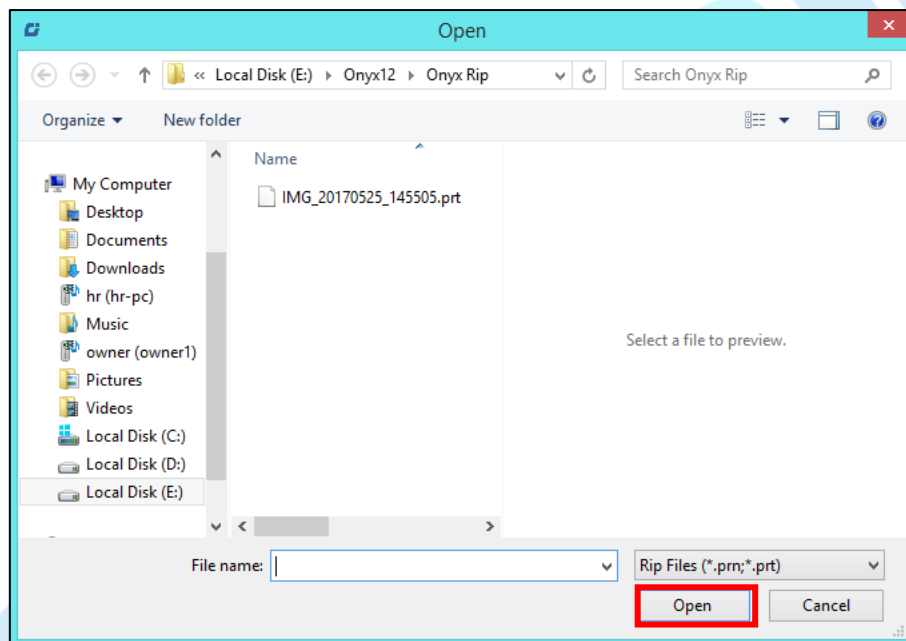 Open
« Local Disk (E:) Onyx12 Onyx Rip
Search Onyx Rip
Organize
New folder
Name
My Computer
Desktop
Documents
Downloads
hr (hr-pc)
Music
owner (owner1)
Pictures
Videos
Local Disk (C:)
Local Disk (D:)
Local Disk (E:)
IMG_20170525_145505.prt
Select a file to preview.
File name:
Rip Files (*.prn;*.prt)
Open
Cancel